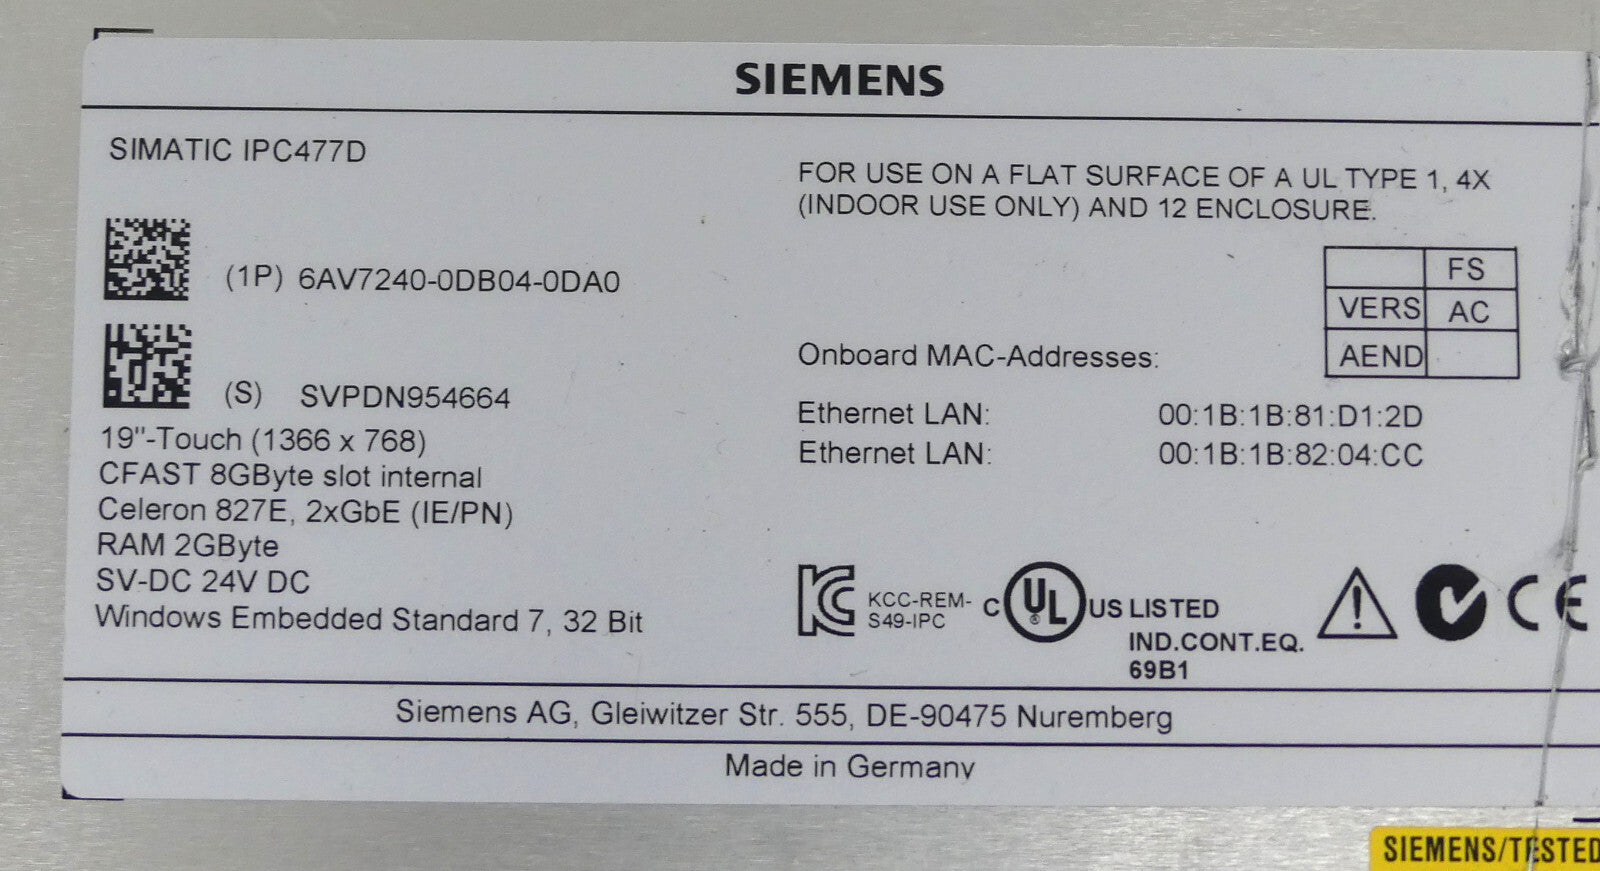 SIEMENS
SIMATIC IPC477D
(1P) 6AV7240-0DB04-0DA0
(S) SVPDN954664
19"-Touch (1366 x 768)
CFAST 8GByte slot internal
Celeron 827E, 2xGbE (IE/PN)
RAM 2GByte
SV-DC 24V DC
Windows Embedded Standard 7, 32 Bit
FOR USE ON A FLAT SURFACE OF A UL TYPE 1, 4X
(INDOOR USE ONLY) AND 12 ENCLOSURE.
FS
VERS AC
AEND
Onboard MAC-Addresses:
Ethernet LAN: 00:1B:1B:81:D1:2D
Ethernet LAN: 00:1B:1B:82:04:CC
KC KCC-REM-
S49-IPC
C UL ® US LISTED
IND.CONT.EQ.
69B1
CE
Siemens AG, Gleiwitzer Str. 555, DE-90475 Nuremberg
Made in Germany
SIEMENS/TESTED